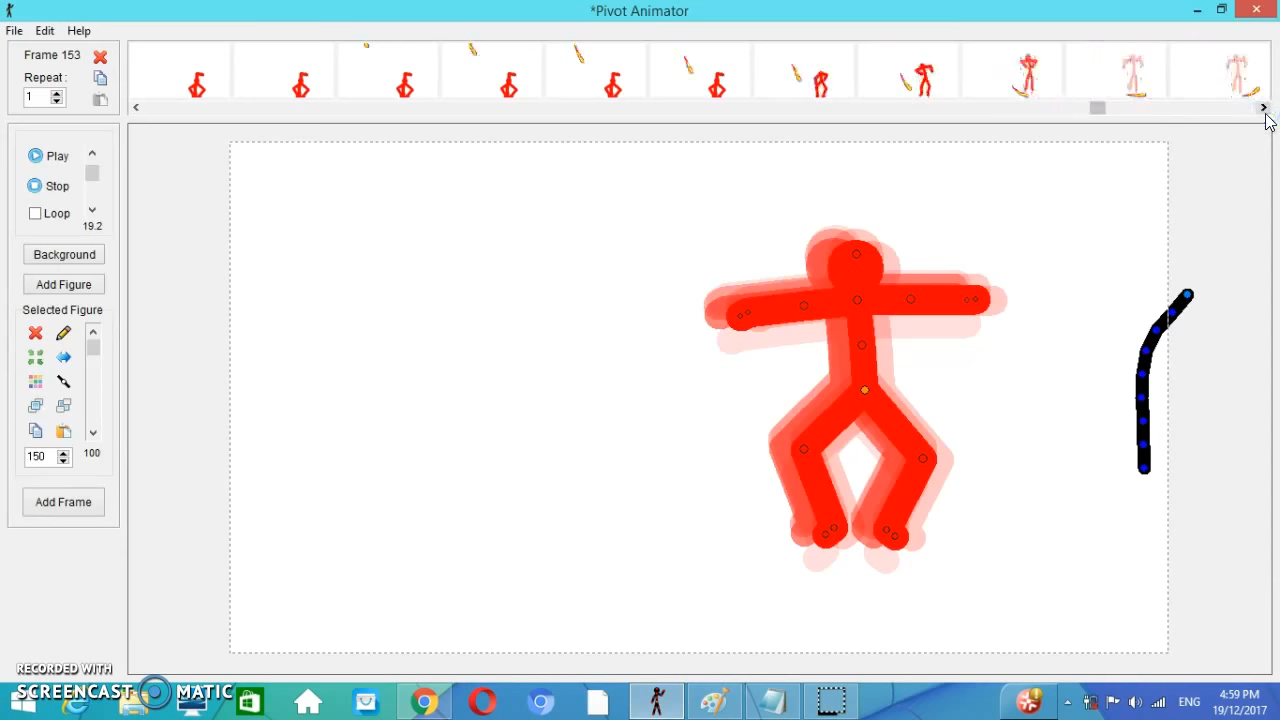 *Pivot Animator
File Edit Help
Frame 153
Repeat :
1
Play
Stop
Loop
19.2
Background
Add Figure
Selected Figure
150
100
Add Frame
RECORDED WITH
SCREENCAST MATIC
ENG
4:59 PM
19/12/2017